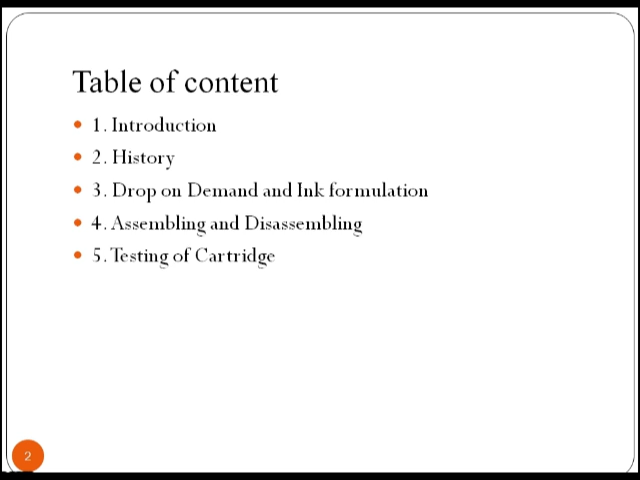 Table of content
• 1. Introduction
• 2. History
• 3. Drop on Demand and Ink formulation
• 4. Assembling and Disassembling
• 5. Testing of Cartridge
2